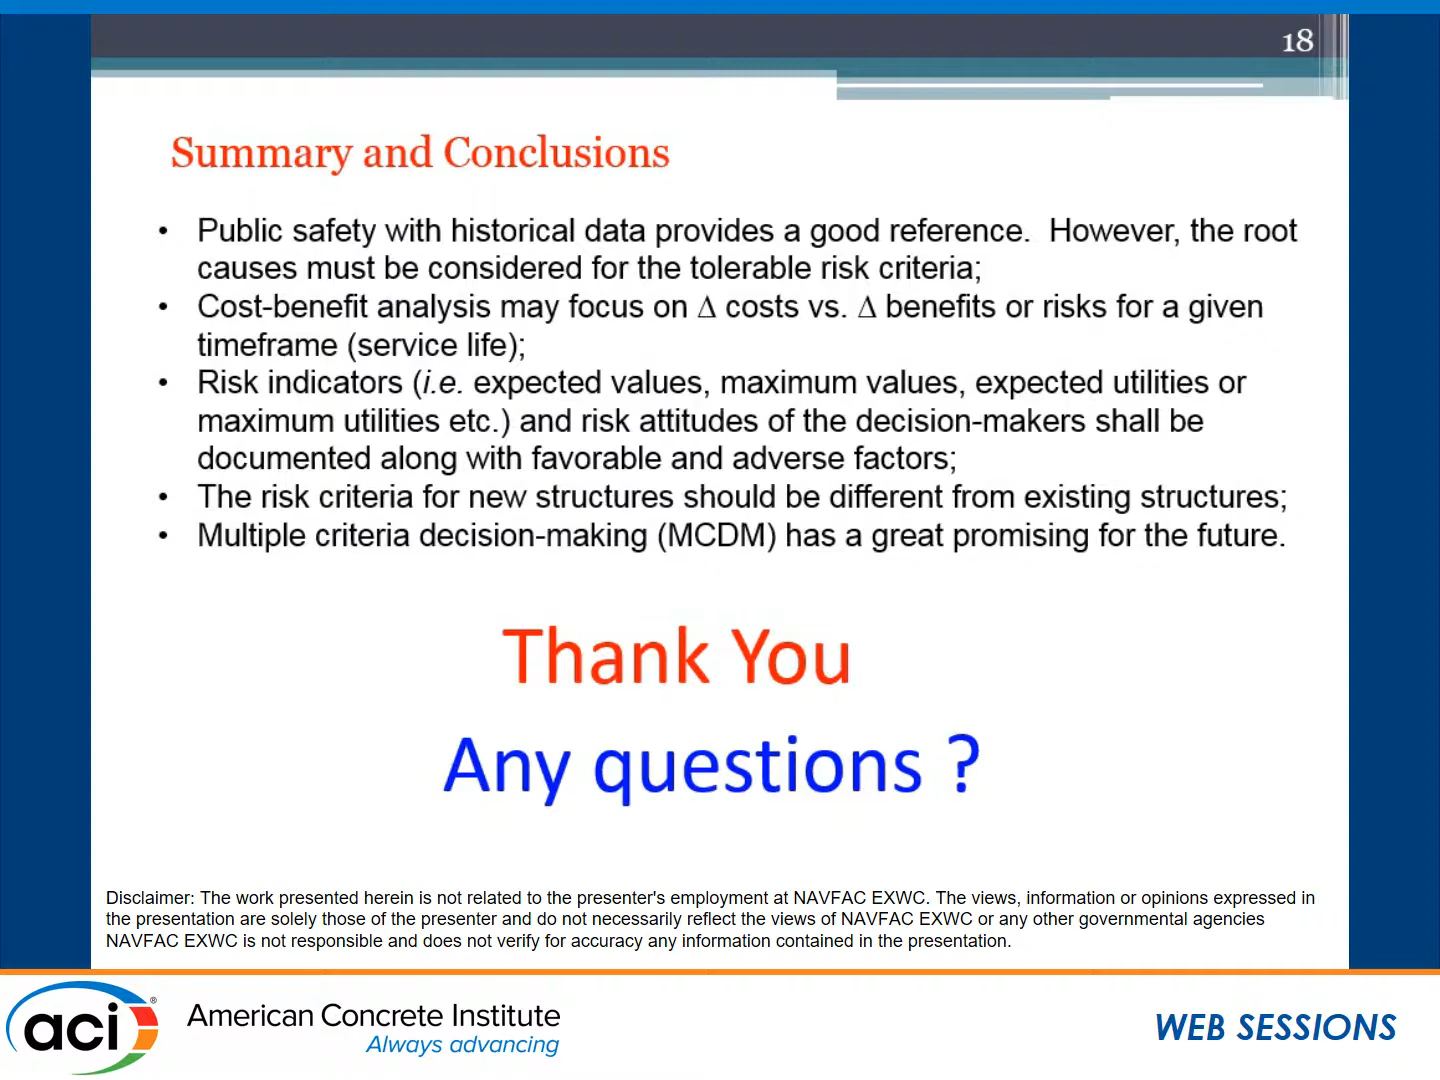 18
Summary and Conclusions
• Public safety with historical data provides a good reference.  However, the root
causes must be considered for the tolerable risk criteria;
• Cost-benefit analysis may focus on Δ costs vs. Δ benefits or risks for a given
timeframe (service life);
• Risk indicators (i.e. expected values, maximum values, expected utilities or
maximum utilities etc.) and risk attitudes of the decision-makers shall be
documented along with favorable and adverse factors;
• The risk criteria for new structures should be different from existing structures;
• Multiple criteria decision-making (MCDM) has a great promising for the future.
Thank You
Any questions ?
Disclaimer: The work presented herein is not related to the presenter's employment at NAVFAC EXWC. The views, information or opinions expressed in
the presentation are solely those of the presenter and do not necessarily reflect the views of NAVFAC EXWC or any other governmental agencies
NAVFAC EXWC is not responsible and does not verify for accuracy any information contained in the presentation.
aci®
American Concrete Institute
Always advancing
WEB SESSIONS